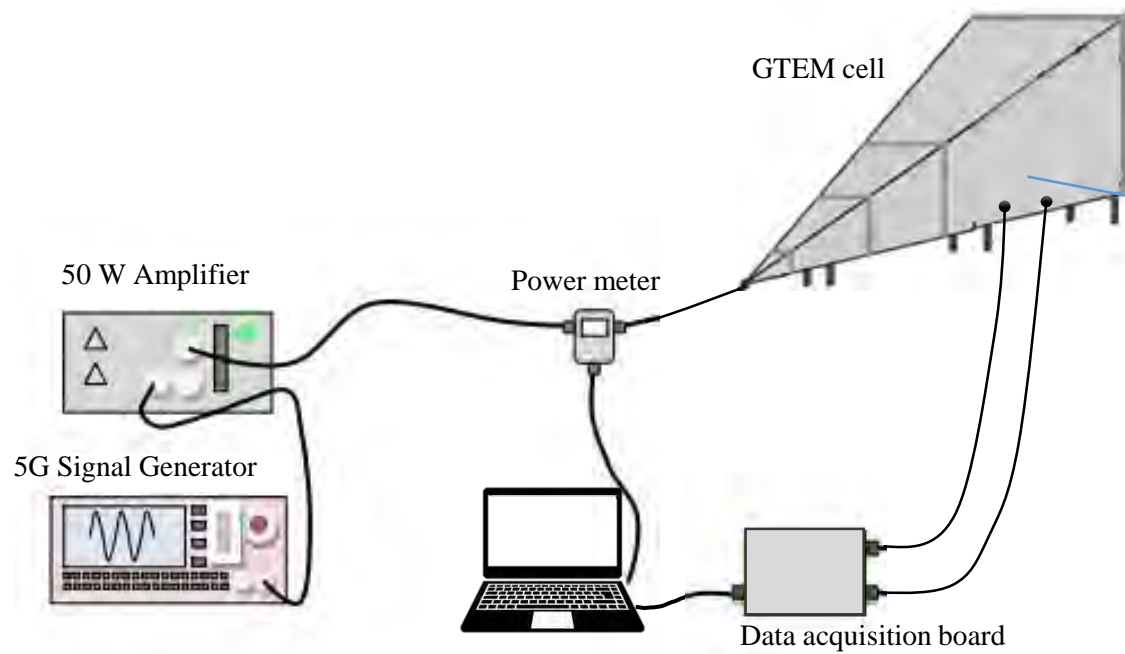 GTEM cell
50 W Amplifier
Power meter
5G Signal Generator
Data acquisition board